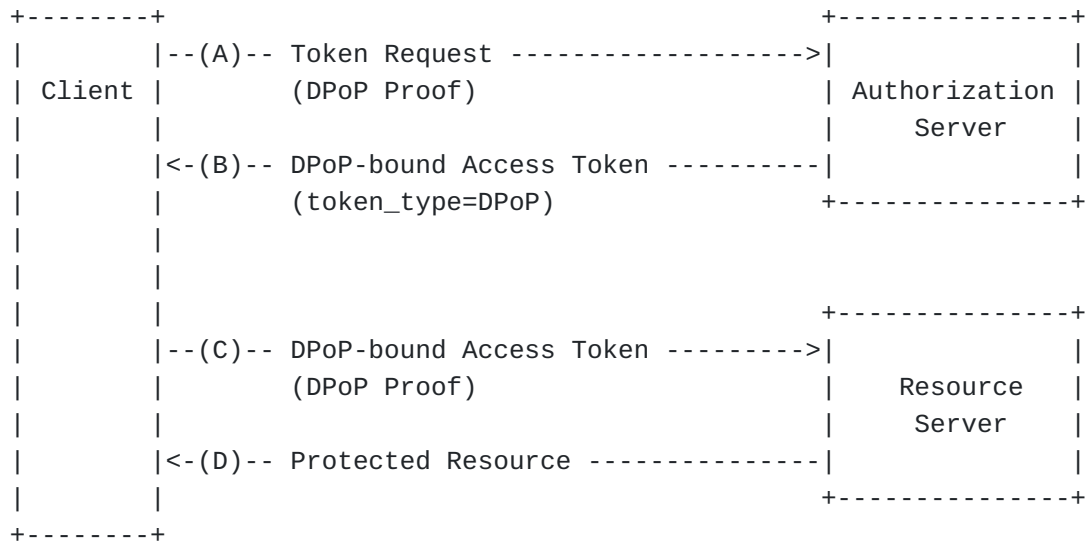 +--------+                                          +---------------+
|        |--(A)-- Token Request ------------------->|               |
| Client |        (DPoP Proof)                      | Authorization |
|        |                                          |     Server    |
|        |<-(B)-- DPoP-bound Access Token ----------|               |
|        |        (token_type=DPoP)                 +---------------+
|        |
|        |
|        |                                          +---------------+
|        |--(C)-- DPoP-bound Access Token --------->|               |
|        |        (DPoP Proof)                      |    Resource   |
|        |                                          |     Server    |
|        |<-(D)-- Protected Resource ---------------|               |
|        |                                          +---------------+
+--------+